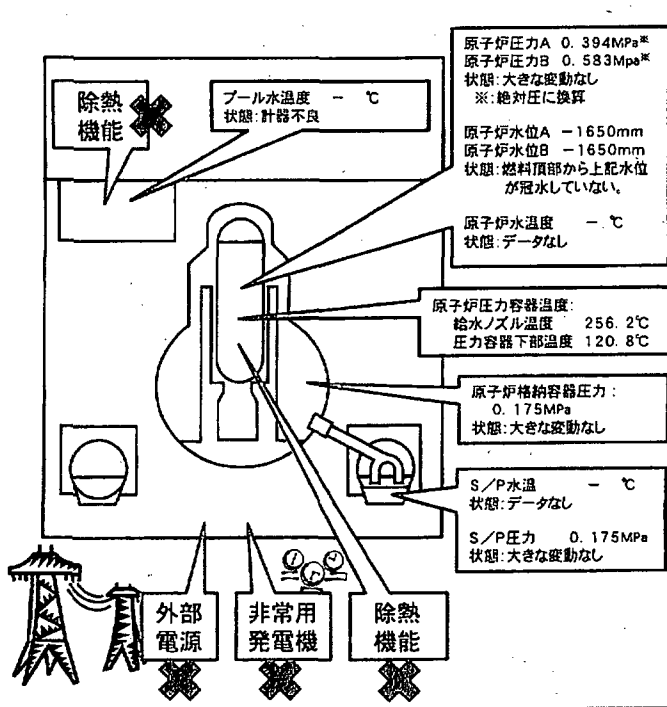 原子炉圧力A 0.394MPa※
原子炉圧力B 0.583Mpa※
状態:大きな変動なし
※:絶対圧に換算
原子炉水位A −1650mm
原子炉水位B −1650mm
状態:燃料頂部から上記水位
が冠水していない。
原子炉水温度 − ℃
状態:データなし
除熱
機能
プール水温度 − ℃
状態:計器不良
原子炉圧力容器温度:
給水ノズル温度 256.2℃
圧力容器下部温度 120.8℃
原子炉格納容器圧力:
0.175MPa
状態:大きな変動なし
S/P水温 − ℃
状態:データなし
S/P圧力 0.175MPa
状態:大きな変動なし
外部
電源
非常用
発電機
除熱
機能